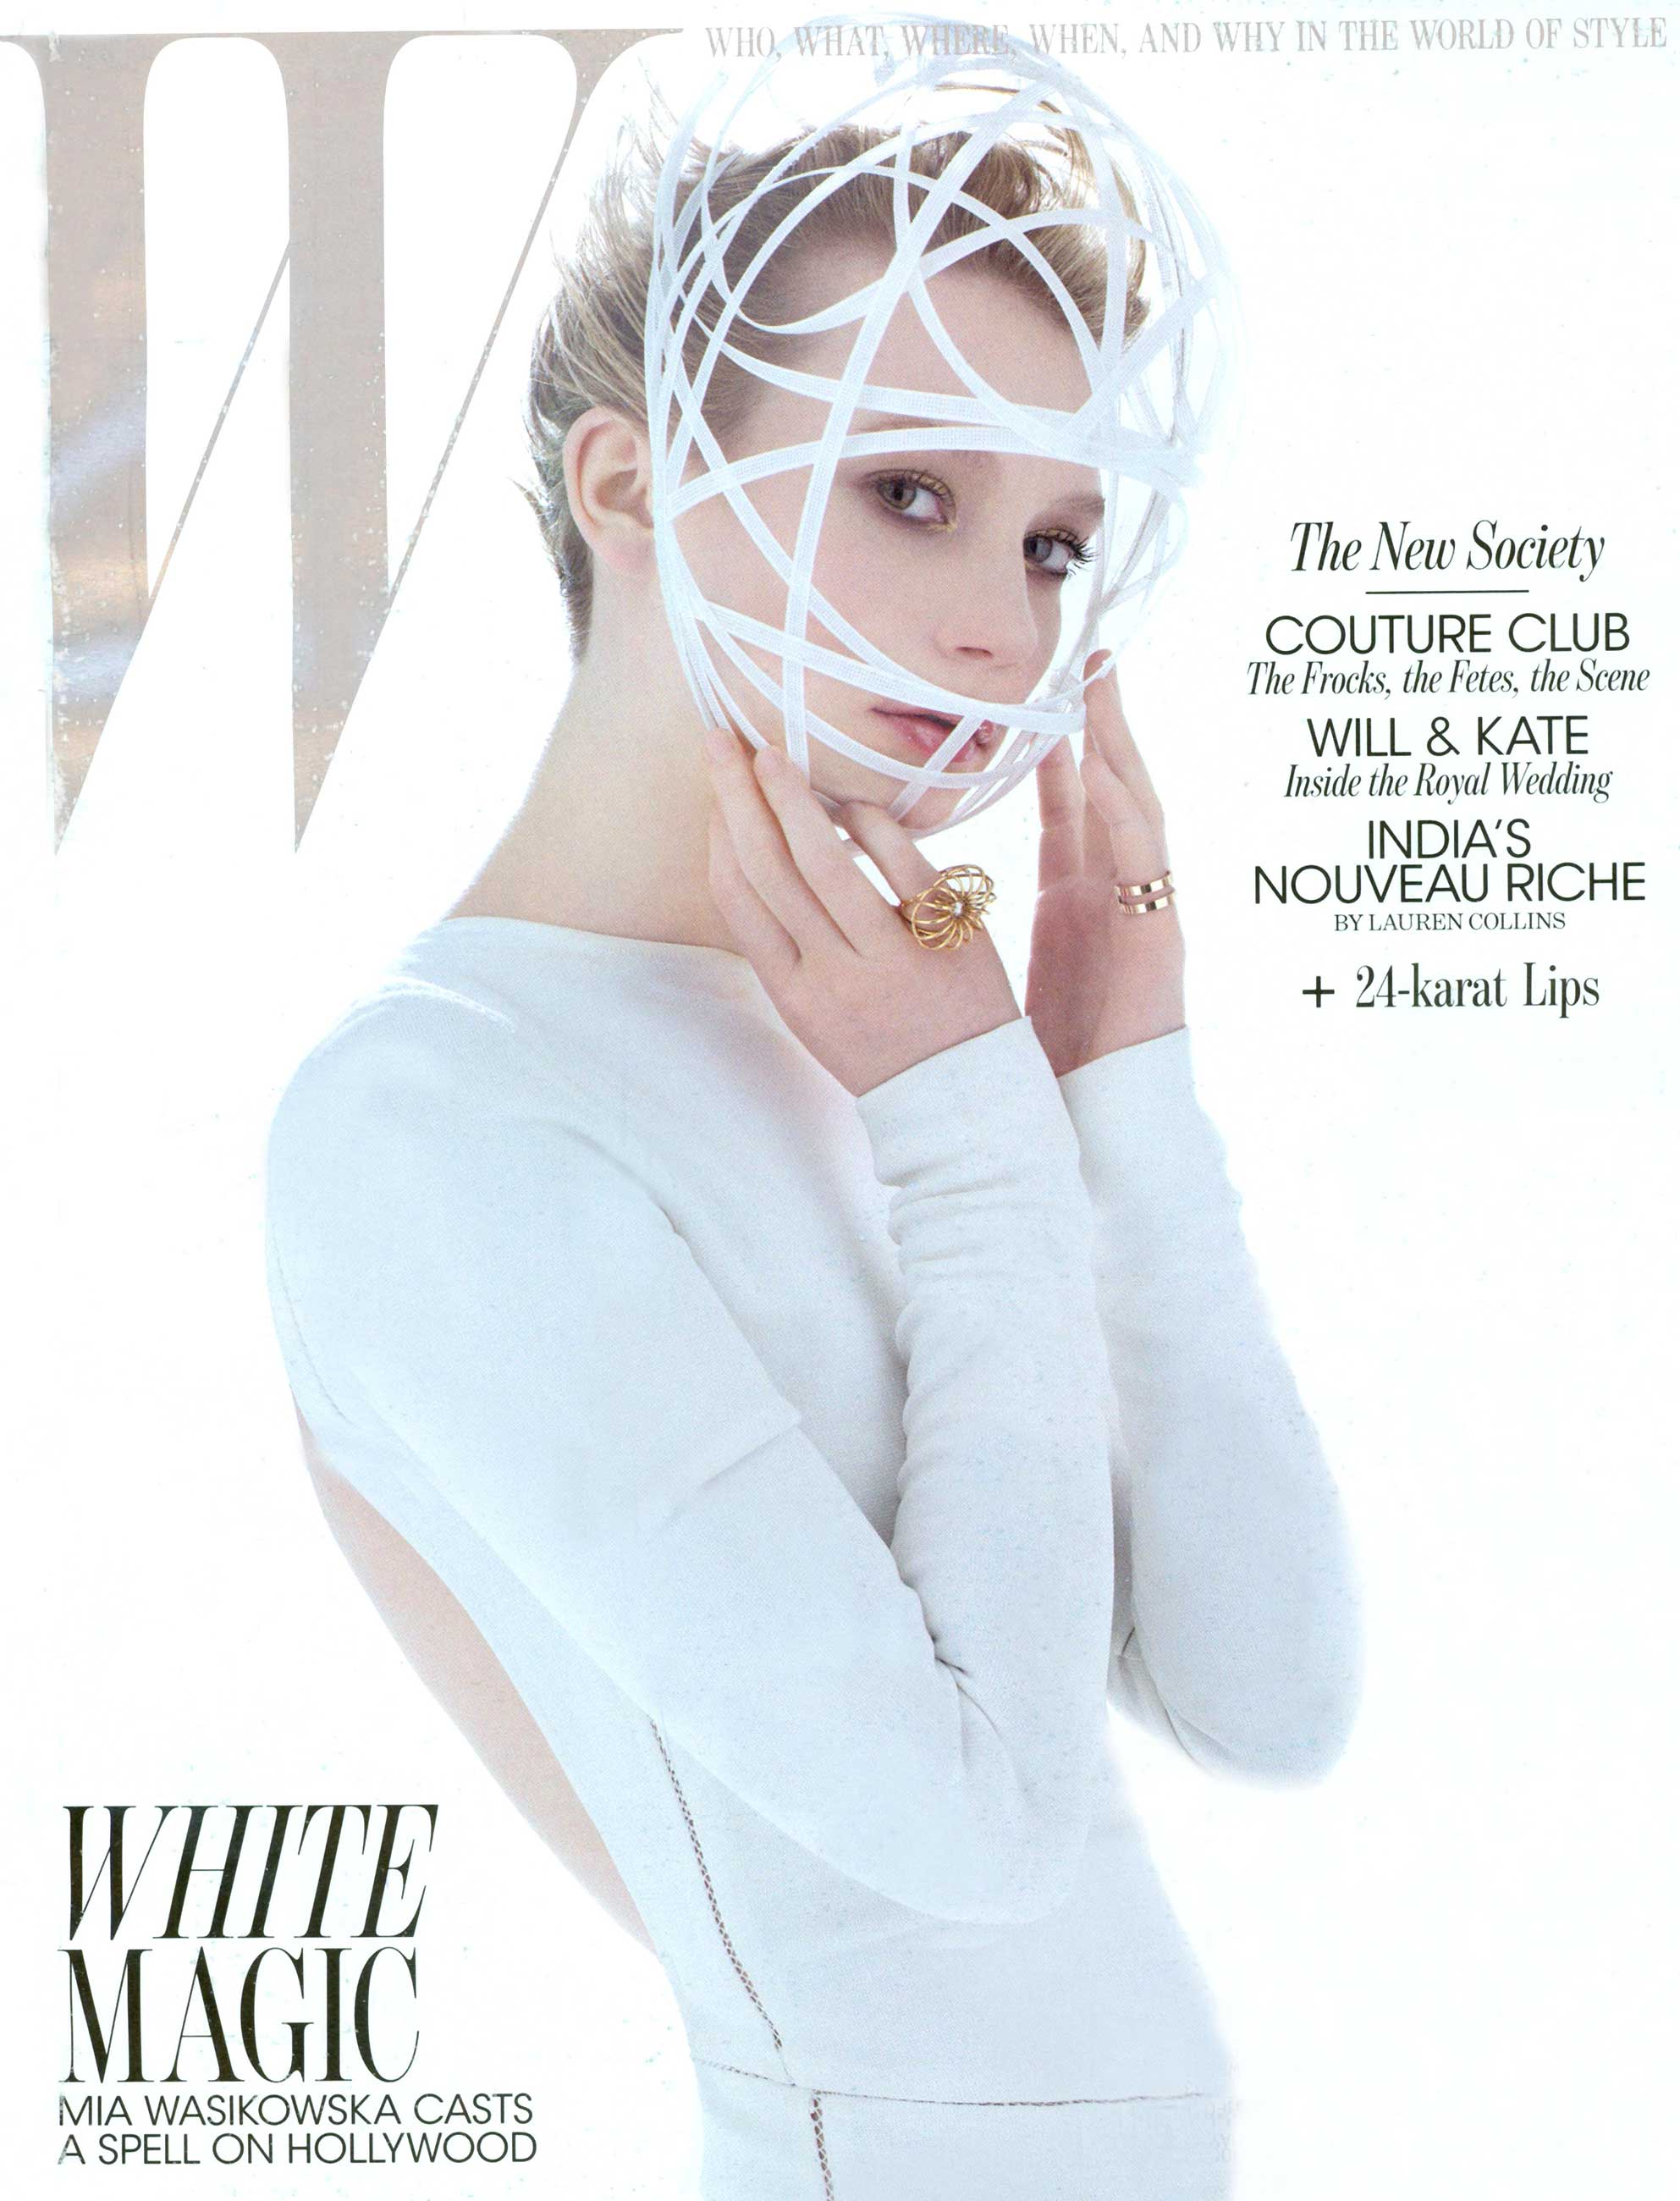 W
WHO, WHAT, WHERE, WHEN, AND WHY IN THE WORLD OF STYLE
The New Society
COUTURE CLUB
The Frocks, the Fetes, the Scene
WILL & KATE
Inside the Royal Wedding
INDIA'S
NOUVEAU RICHE
BY LAUREN COLLINS
+ 24-karat Lips
WHITE
MAGIC
MIA WASIKOWSKA CASTS
A SPELL ON HOLLYWOOD